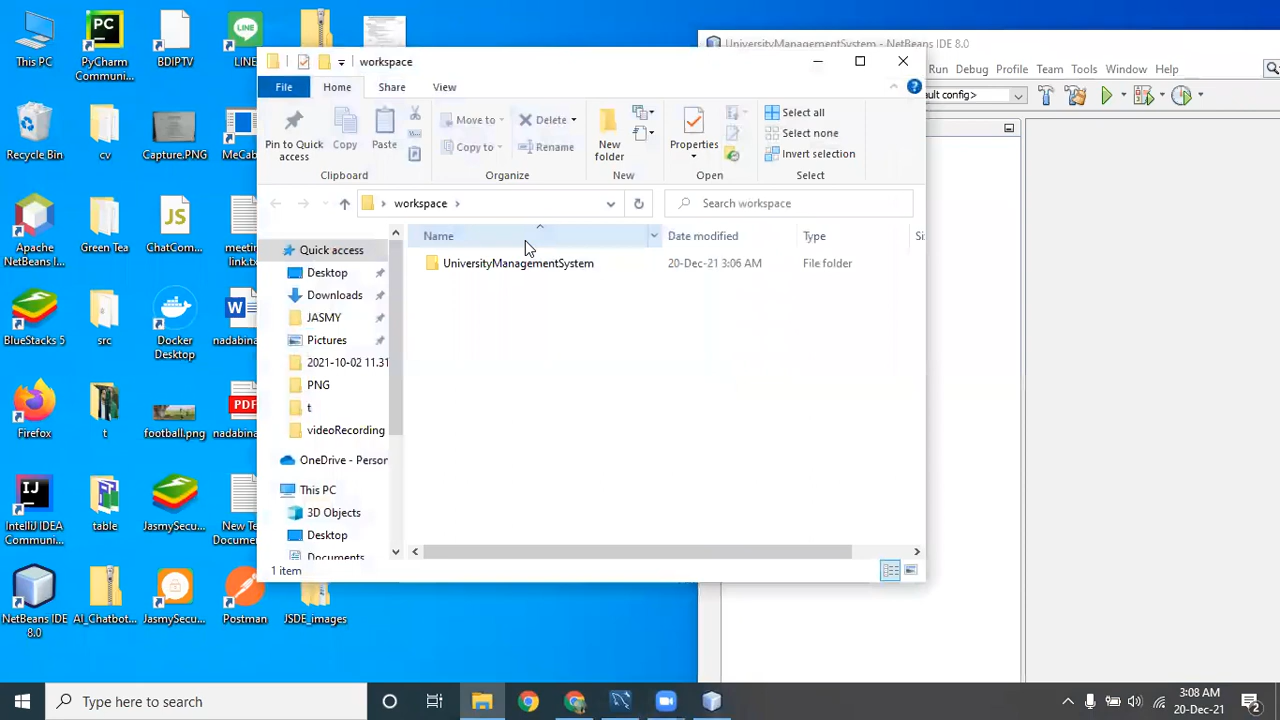 This PC
PyCharm
Communi...
BDIPTV
LINE
Recycle Bin
cv
Capture.PNG
MeCab
Apache
NetBeans I...
Green Tea
ChatCom...
meetin
link.tx
BlueStacks 5
src
Docker
Desktop
nadabina
Firefox
t
football.png
PDF
nadabina
IntelliJ IDEA
Communi...
table
JasmySecu...
New Te
Documen
NetBeans IDE
8.0
AI_Chatbot...
JasmySecu...
Postman
JSDE_images
workspace
File
Home
Share
View
Pin to Quick
access
Copy
Paste
Clipboard
Move to
Copy to
Delete
Rename
Organize
New
folder
New
Properties
Open
Select all
Select none
Invert selection
Select
workspace
Search workspace
Quick access
Desktop
Downloads
JASMY
Pictures
2021-10-02 11.31
PNG
t
videoRecording
OneDrive - Person
This PC
3D Objects
Desktop
Documents
Name
Date modified
Type
Si
UniversityManagementSystem
20-Dec-21 3:06 AM
File folder
1 item
UniversityManagementSystem - NetBeans IDE 8.0
Run
Debug
Profile
Team
Tools
Window
Help
ault config>
Type here to search
3:08 AM
20-Dec-21
2